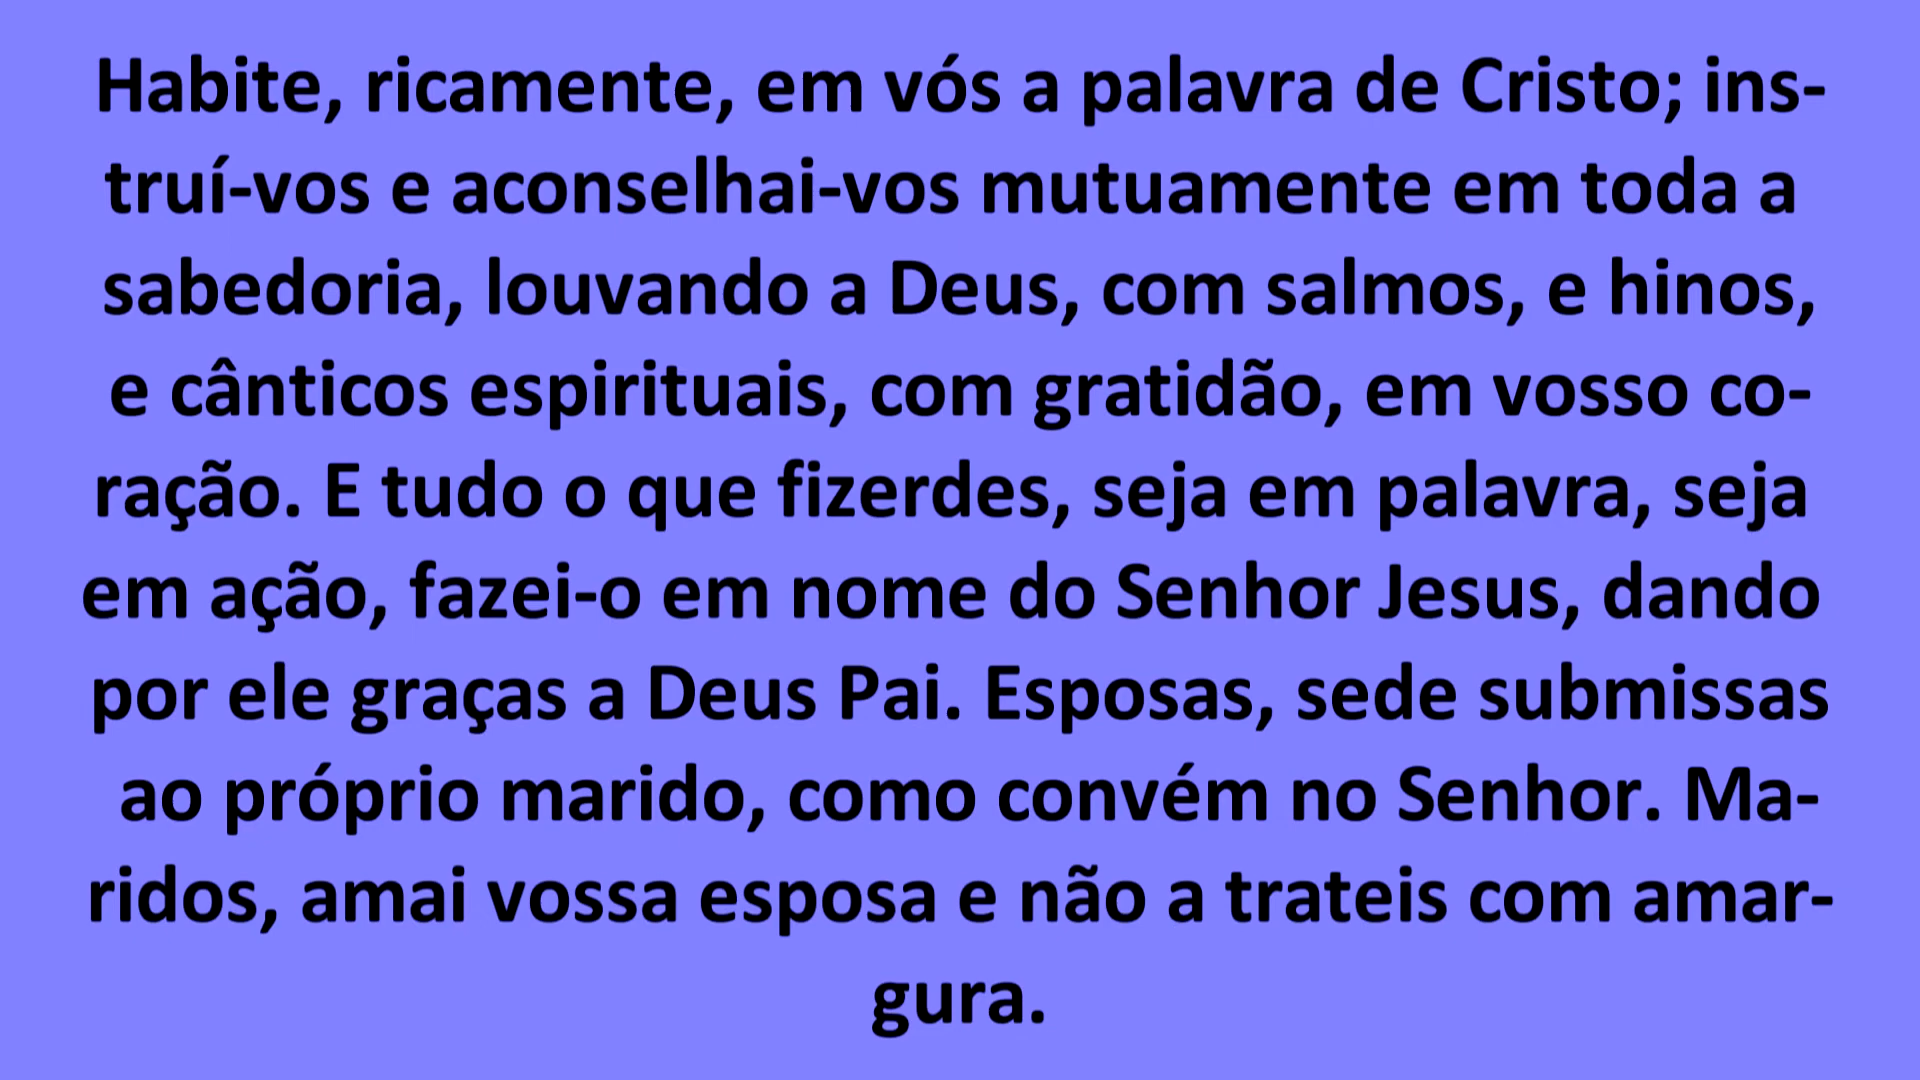 Habite, ricamente, em vós a palavra de Cristo; ins-
truí-vos e aconselhai-vos mutuamente em toda a
sabedoria, louvando a Deus, com salmos, e hinos,
e cânticos espirituais, com gratidão, em vosso co-
ração. E tudo o que fizerdes, seja em palavra, seja
em ação, fazei-o em nome do Senhor Jesus, dando
por ele graças a Deus Pai. Esposas, sede submissas
ao próprio marido, como convém no Senhor. Ma-
ridos, amai vossa esposa e não a trateis com amar-
gura.